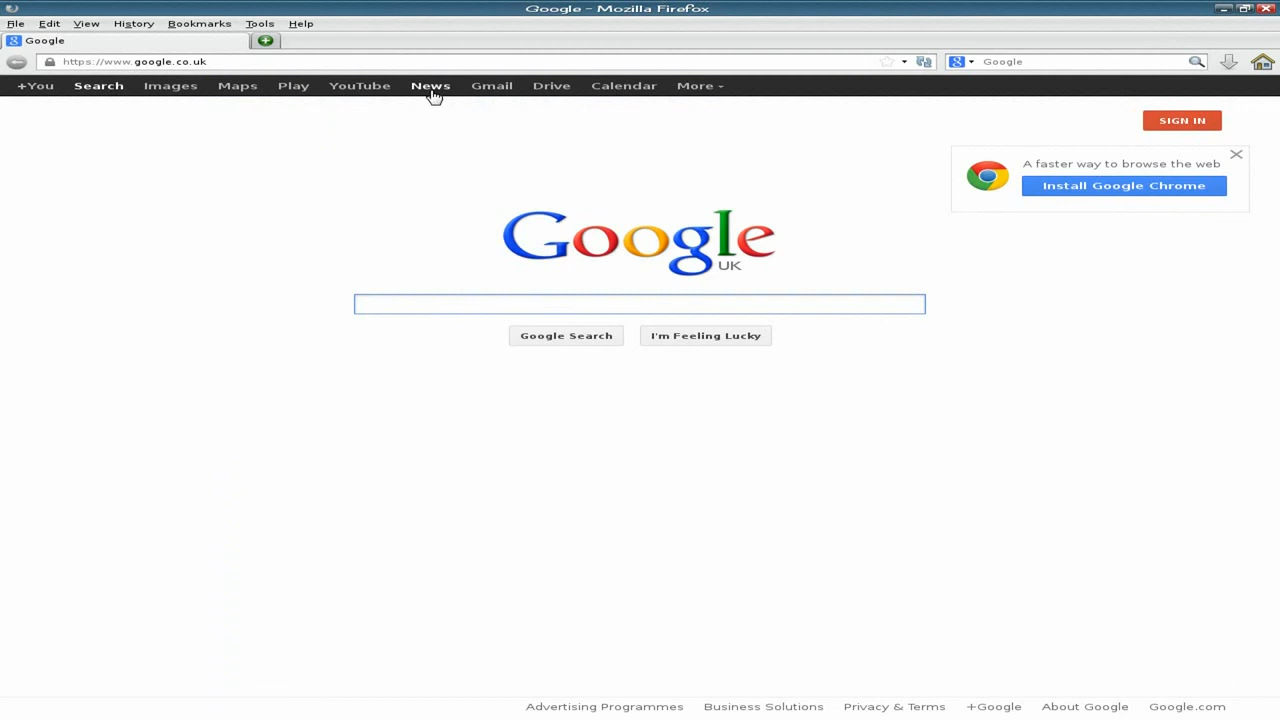 Google - Mozilla Firefox
File Edit View History Bookmarks Tools Help
Google
https://www.google.co.uk
Google
+You Search Images Maps Play YouTube News Gmail Drive Calendar More
SIGN IN
A faster way to browse the web
Install Google Chrome
Google
UK
Google Search I'm Feeling Lucky
Advertising Programmes Business Solutions Privacy & Terms +Google About Google Google.com